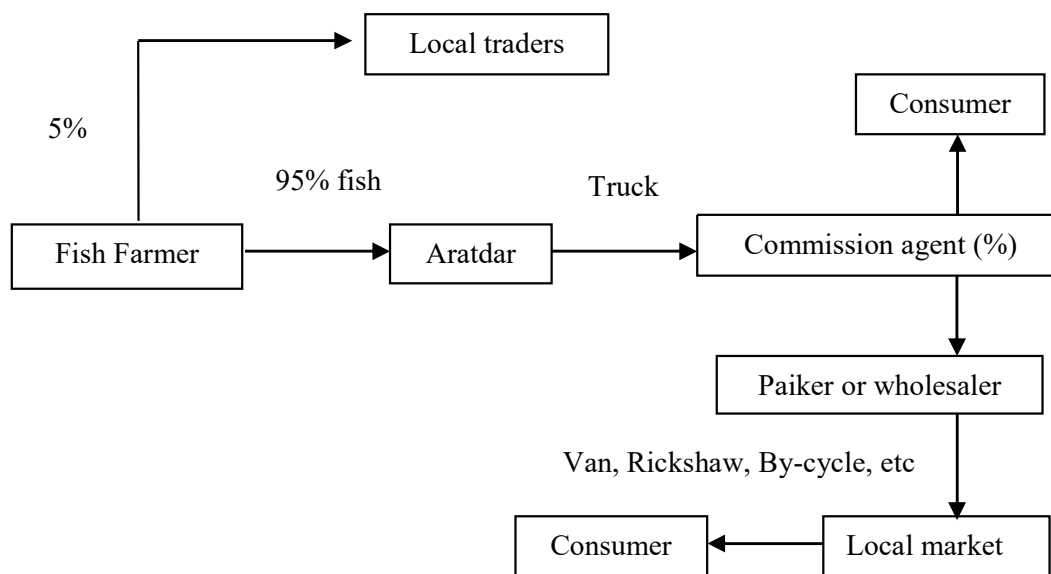 Local traders
Consumer
5%
95% fish
Truck
Fish Farmer
Aratdar
Commission agent (%)
Paiker or wholesaler
Van, Rickshaw, By-cycle, etc
Consumer
Local market